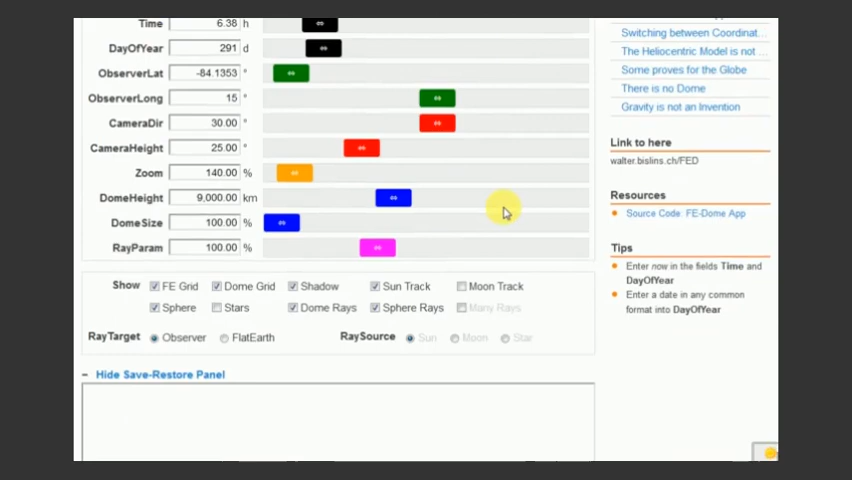 Time 6.38 h
DayOfYear 291 d
ObserverLat -84.1353 °
ObserverLong 15 °
CameraDir 30.00 °
CameraHeight 25.00 °
Zoom 140.00 %
DomeHeight 9,000.00 km
DomeSize 100.00 %
RayParam 100.00 %
Show FE Grid Dome Grid Shadow Sun Track Moon Track
Sphere Stars Dome Rays Sphere Rays Many Rays
RayTarget Observer FlatEarth RaySource Sun Moon Star
− Hide Save-Restore Panel
Switching between Coordinat...
The Heliocentric Model is not ...
Some proves for the Globe
There is no Dome
Gravity is not an Invention
Link to here
walter.bislins.ch/FED
Resources
Source Code: FE-Dome App
Tips
Enter now in the fields Time and
DayOfYear
Enter a date in any common
format into DayOfYear